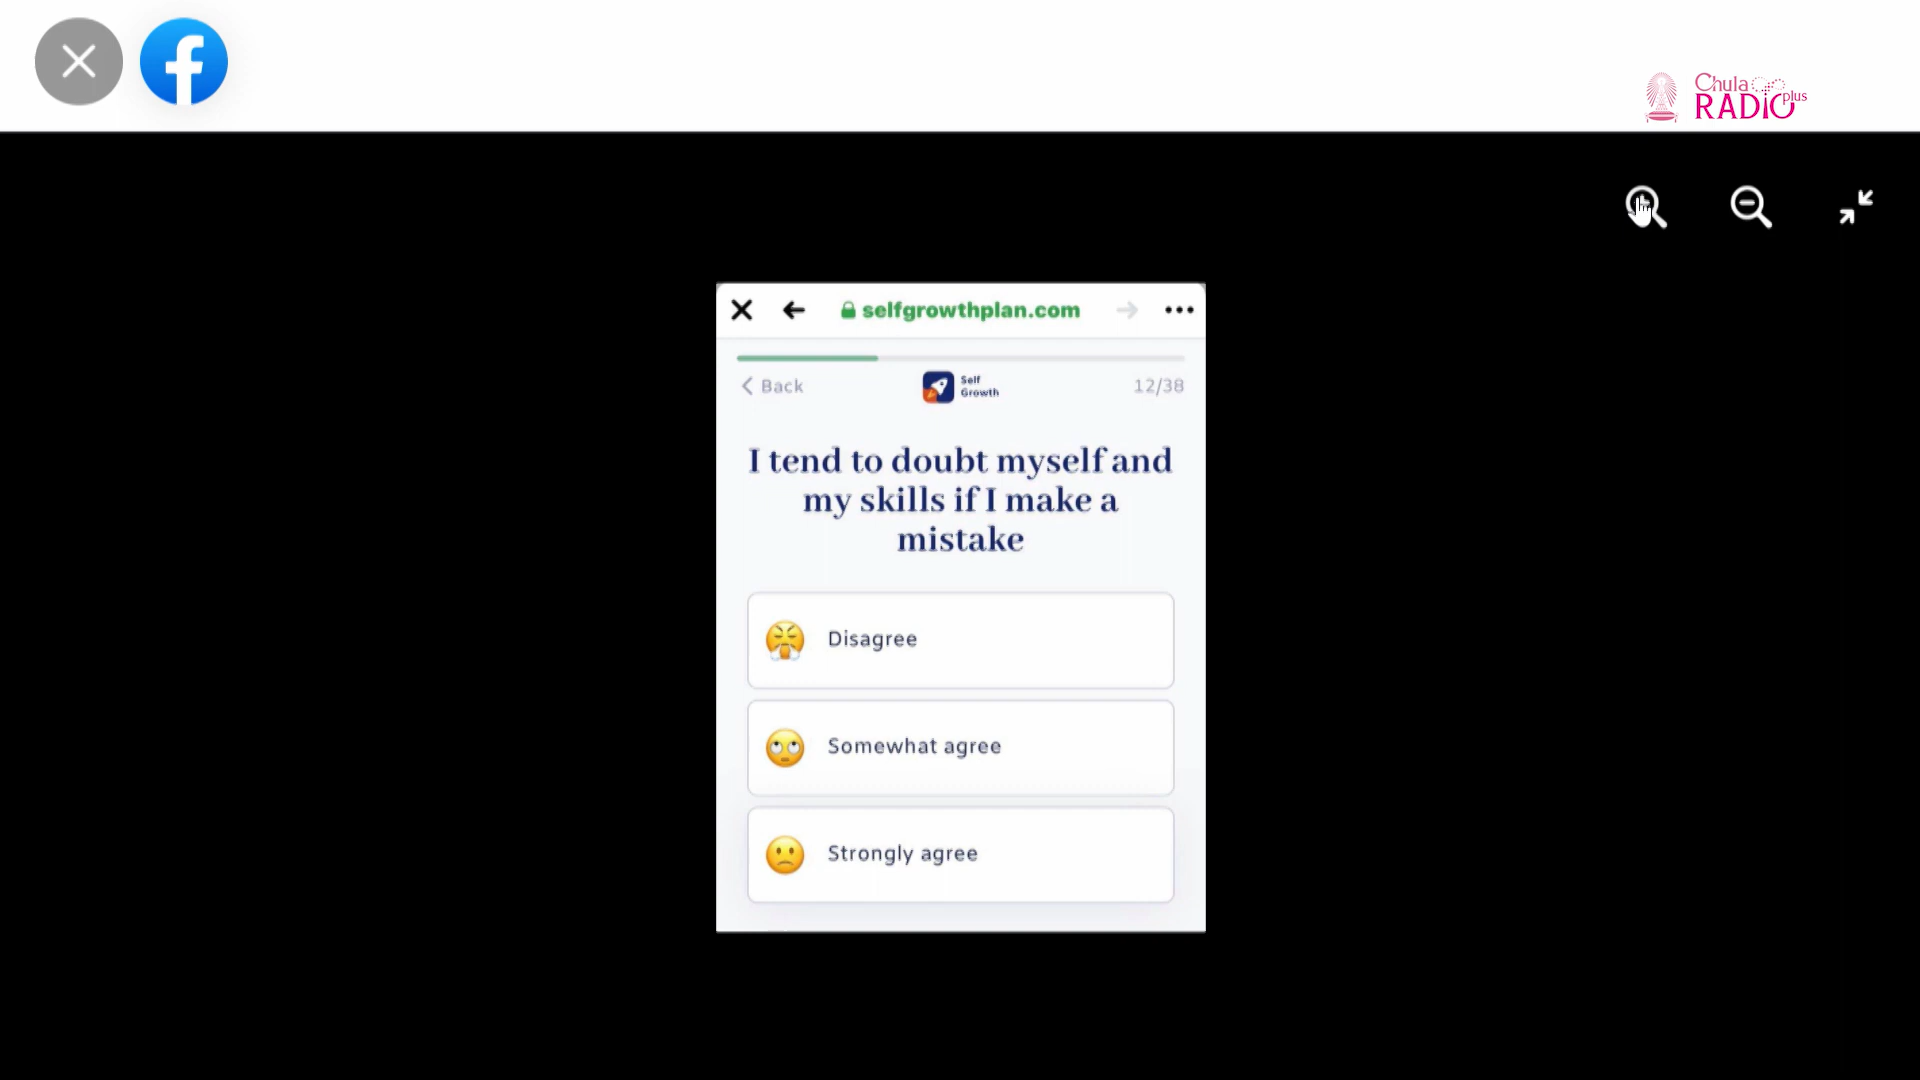 Chula
RADIO plus
selfgrowthplan.com
Back
Self
Growth
12/38
I tend to doubt myself and
my skills if I make a
mistake
Disagree
Somewhat agree
Strongly agree